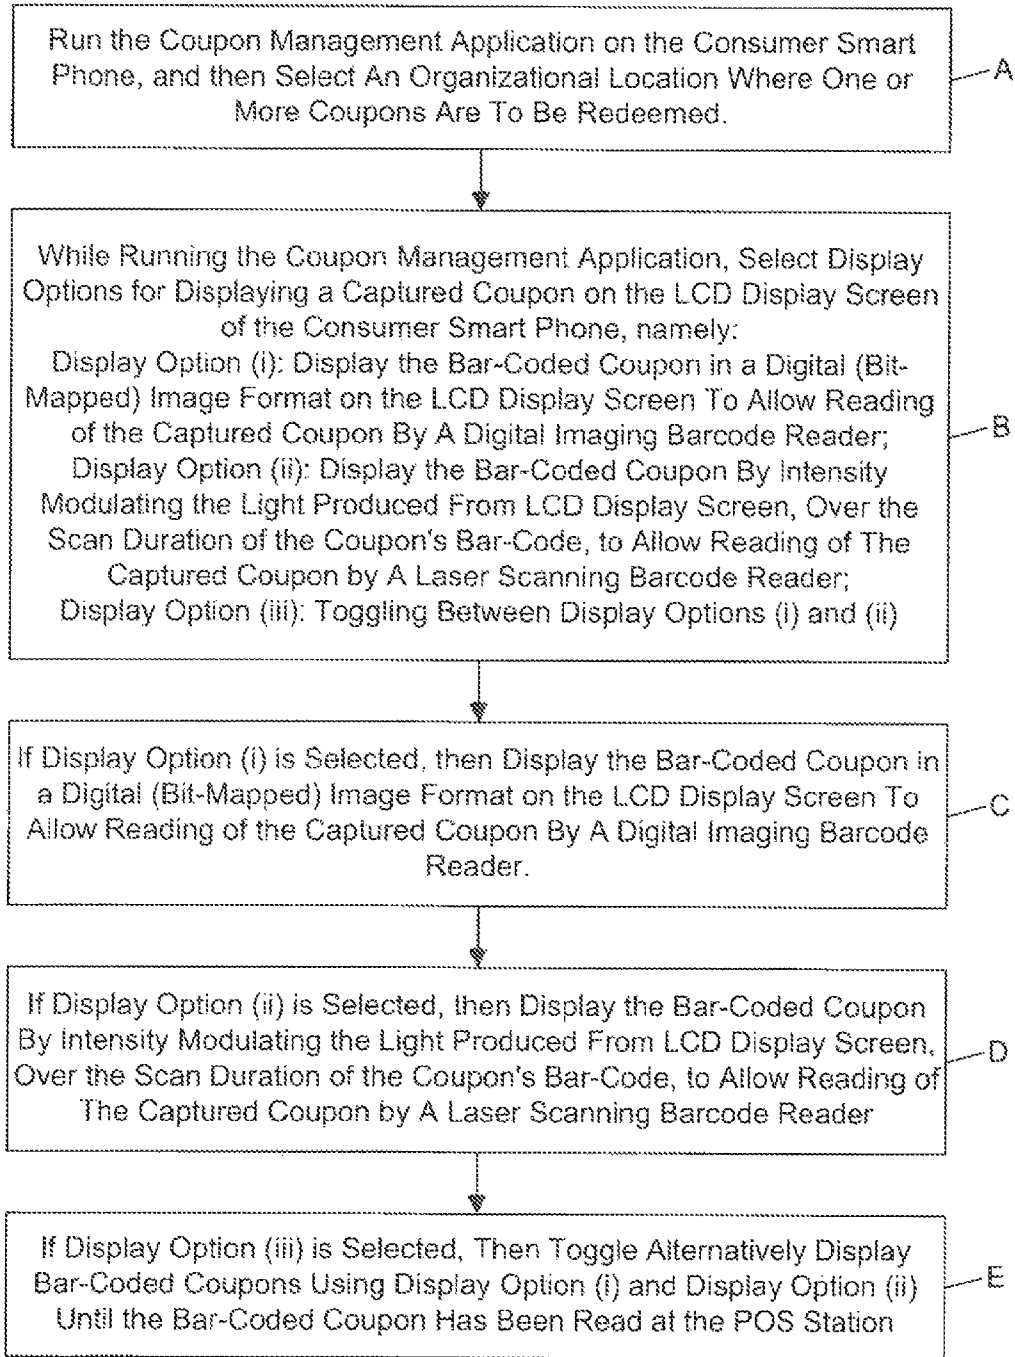 Run the Coupon Management Application on the Consumer Smart
Phone, and then Select An Organizational Location Where One or
More Coupons Are To Be Redeemed.
A
While Running the Coupon Management Application, Select Display
Options for Displaying a Captured Coupon on the LCD Display Screen
of the Consumer Smart Phone, namely:
Display Option (i): Display the Bar-Coded Coupon in a Digital (Bit-
Mapped) Image Format on the LCD Display Screen To Allow Reading
of the Captured Coupon By A Digital Imaging Barcode Reader;
Display Option (ii): Display the Bar-Coded Coupon By Intensity
Modulating the Light Produced From LCD Display Screen, Over the
Scan Duration of the Coupon's Bar-Code, to Allow Reading of The
Captured Coupon by A Laser Scanning Barcode Reader;
Display Option (iii): Toggling Between Display Options (i) and (ii)
B
If Display Option (i) is Selected, then Display the Bar-Coded Coupon in
a Digital (Bit-Mapped) Image Format on the LCD Display Screen To
Allow Reading of the Captured Coupon By A Digital Imaging Barcode
Reader.
C
If Display Option (ii) is Selected, then Display the Bar-Coded Coupon
By Intensity Modulating the Light Produced From LCD Display Screen,
Over the Scan Duration of the Coupon's Bar-Code, to Allow Reading of
The Captured Coupon by A Laser Scanning Barcode Reader
D
If Display Option (iii) is Selected, Then Toggle Alternatively Display
Bar-Coded Coupons Using Display Option (i) and Display Option (ii)
Until the Bar-Coded Coupon Has Been Read at the POS Station
E